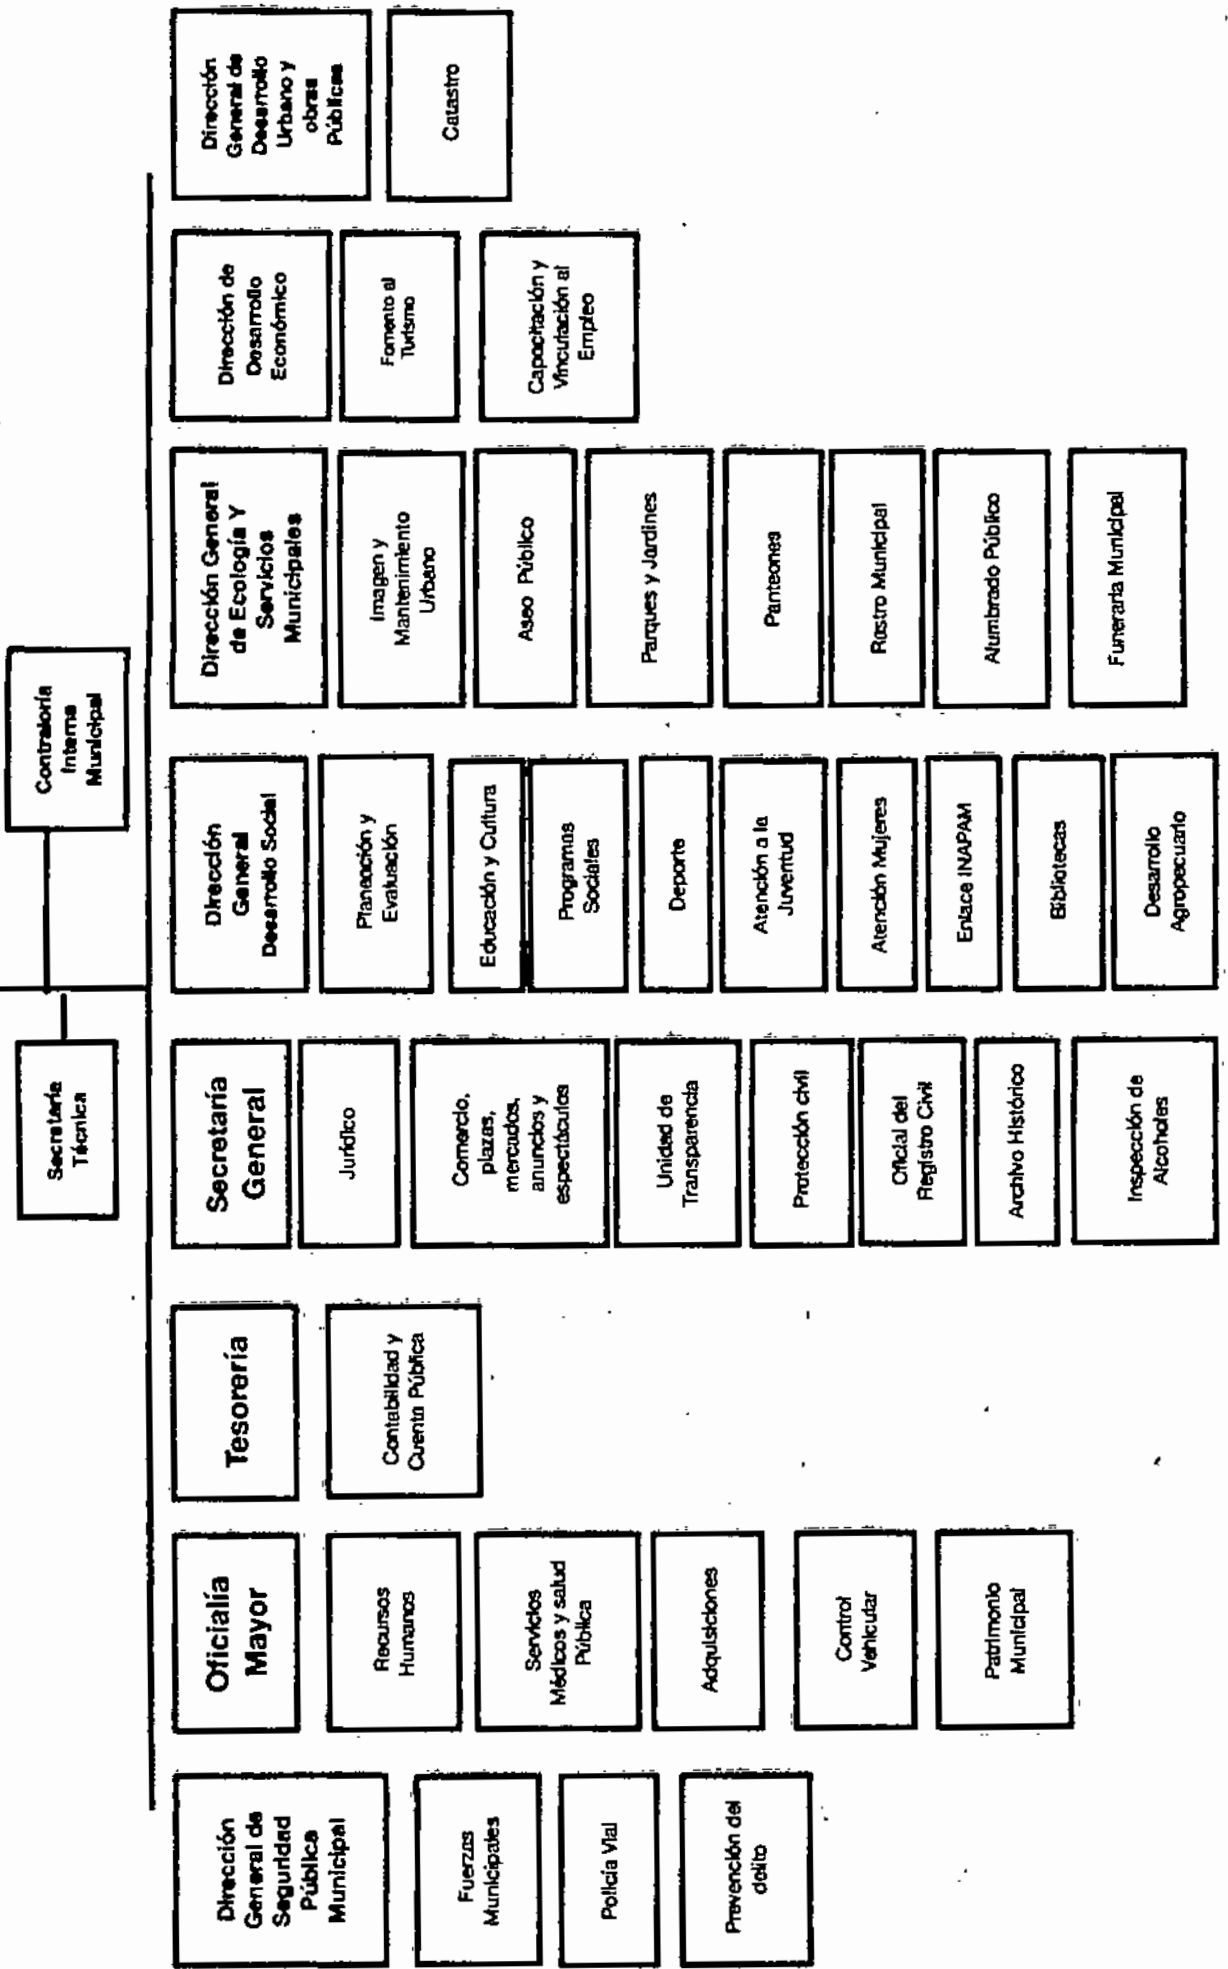 Secretaría
Técnica
Contraloría
Interna
Municipal
Dirección
General de
Seguridad
Pública
Municipal
Fuerzas
Municipales
Policía Vial
Prevención del
delito
Oficialía
Mayor
Recursos
Humanos
Servicios
Médicos y salud
Pública
Adquisiciones
Control
Vehicular
Patrimonio
Municipal
Tesorería
Contabilidad y
Cuenta Pública
Secretaría
General
Jurídico
Comercio,
plazas,
mercados,
anuncios y
espectáculos
Unidad de
Transparencia
Protección civil
Oficial del
Registro Civil
Archivo Histórico
Inspección de
Alcoholes
Dirección
General
Desarrollo Social
Planeación y
Evaluación
Educación y Cultura
Programas
Sociales
Deporte
Atención a la
Juventud
Atención Mujeres
Enlace INAPAM
Bibliotecas
Desarrollo
Agropecuario
Dirección General
de Ecología Y
Servicios
Municipales
Imagen y
Mantenimiento
Urbano
Aseo Público
Parques y Jardines
Panteones
Rastro Municipal
Alumbrado Público
Funeraria Municipal
Dirección de
Desarrollo
Económico
Fomento al
Turismo
Capacitación y
Vinculación al
Empleo
Dirección
General de
Desarrollo
Urbano y
obras
Públicas
Catastro